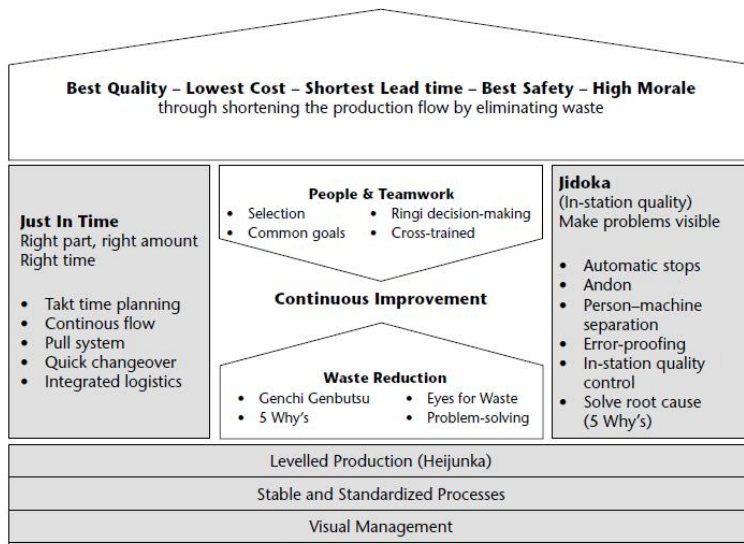 Best Quality – Lowest Cost – Shortest Lead time – Best Safety – High Morale
through shortening the production flow by eliminating waste
Just In Time
Right part, right amount
Right time
• Takt time planning
• Continous flow
• Pull system
• Quick changeover
• Integrated logistics
People & Teamwork
• Selection
• Common goals
• Ringi decision-making
• Cross-trained
Continuous Improvement
Waste Reduction
• Genchi Genbutsu
• 5 Why's
• Eyes for Waste
• Problem-solving
Jidoka
(In-station quality)
Make problems visible
• Automatic stops
• Andon
• Person–machine
separation
• Error-proofing
• In-station quality
control
• Solve root cause
(5 Why's)
Levelled Production (Heijunka)
Stable and Standardized Processes
Visual Management